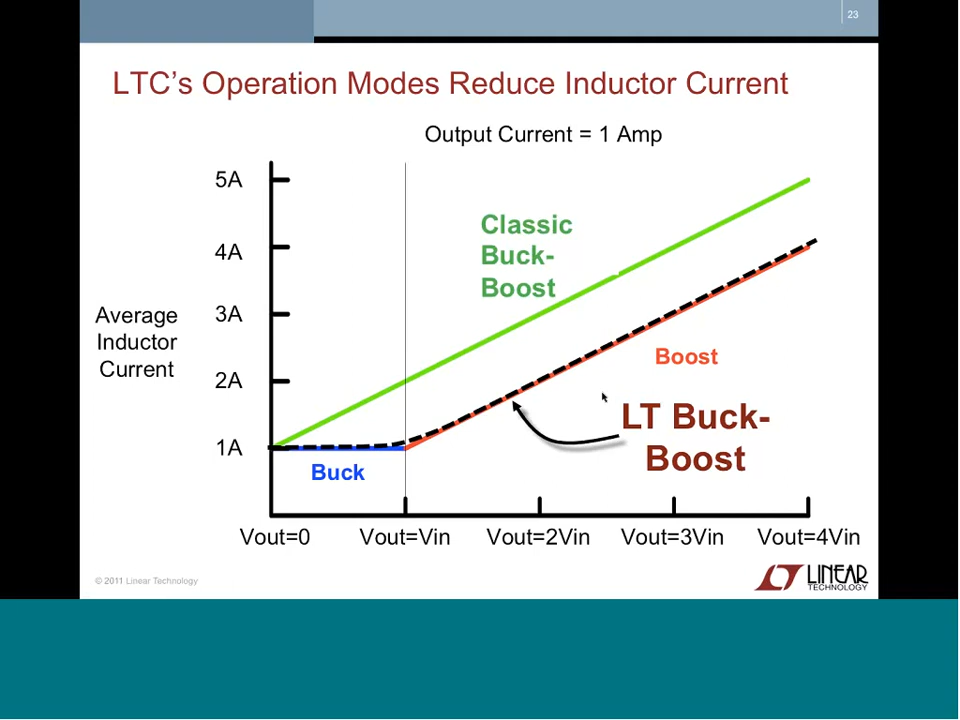 23
LTC's Operation Modes Reduce Inductor Current
Output Current = 1 Amp
5A
4A
3A
2A
1A
Average
Inductor
Current
Classic
Buck-
Boost
Boost
LT Buck-
Boost
Buck
Vout=0 Vout=Vin Vout=2Vin Vout=3Vin Vout=4Vin
© 2011 Linear Technology
LINEAR
TECHNOLOGY